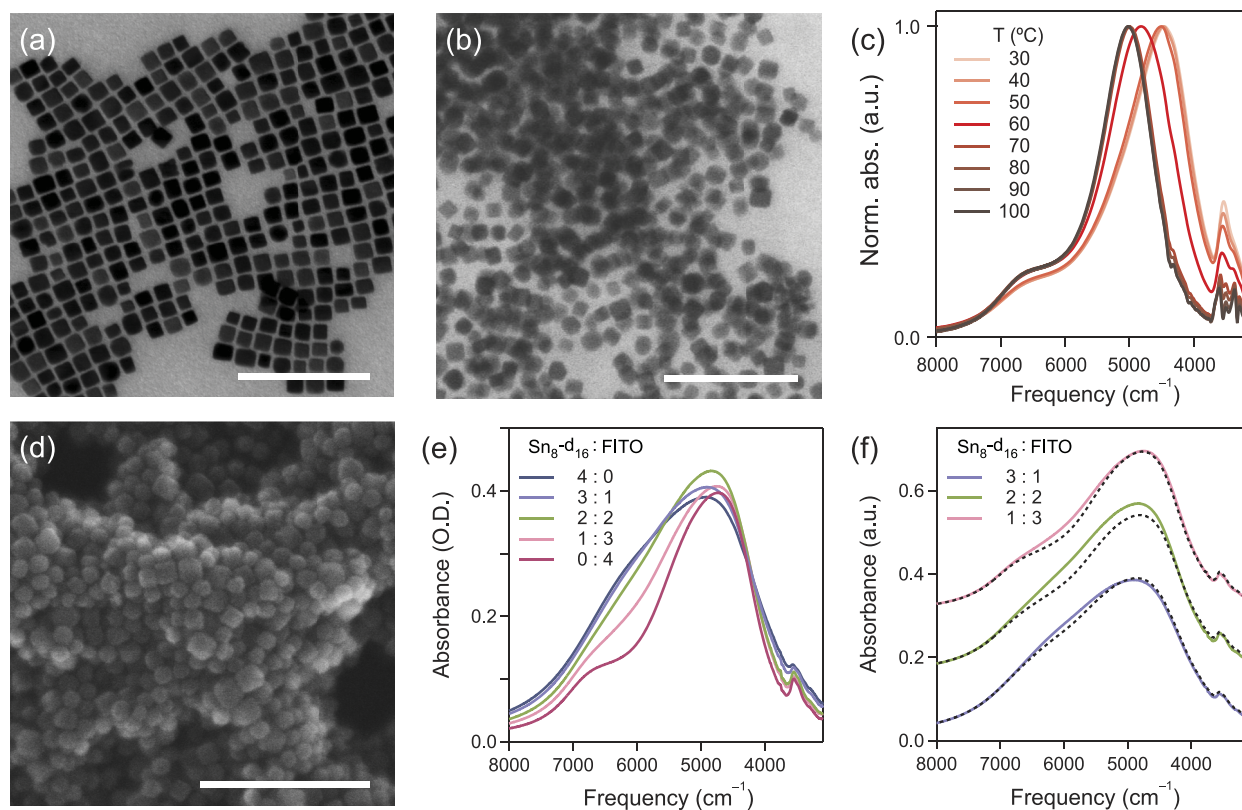 (a)
(b)
(c)
T (ºC)
30
40
50
60
70
80
90
100
1.0
0.0
Norm. abs. (a.u.)
8000 7000 6000 5000 4000
Frequency (cm⁻¹)
(d)
(e)
Sn₈-d₁₆ : FITO
4 : 0
3 : 1
2 : 2
1 : 3
0 : 4
0.4
0.2
0.0
Absorbance (O.D.)
8000 7000 6000 5000 4000
Frequency (cm⁻¹)
(f)
Sn₈-d₁₆ : FITO
3 : 1
2 : 2
1 : 3
0.6
0.4
0.2
0.0
Absorbance (a.u.)
8000 7000 6000 5000 4000
Frequency (cm⁻¹)